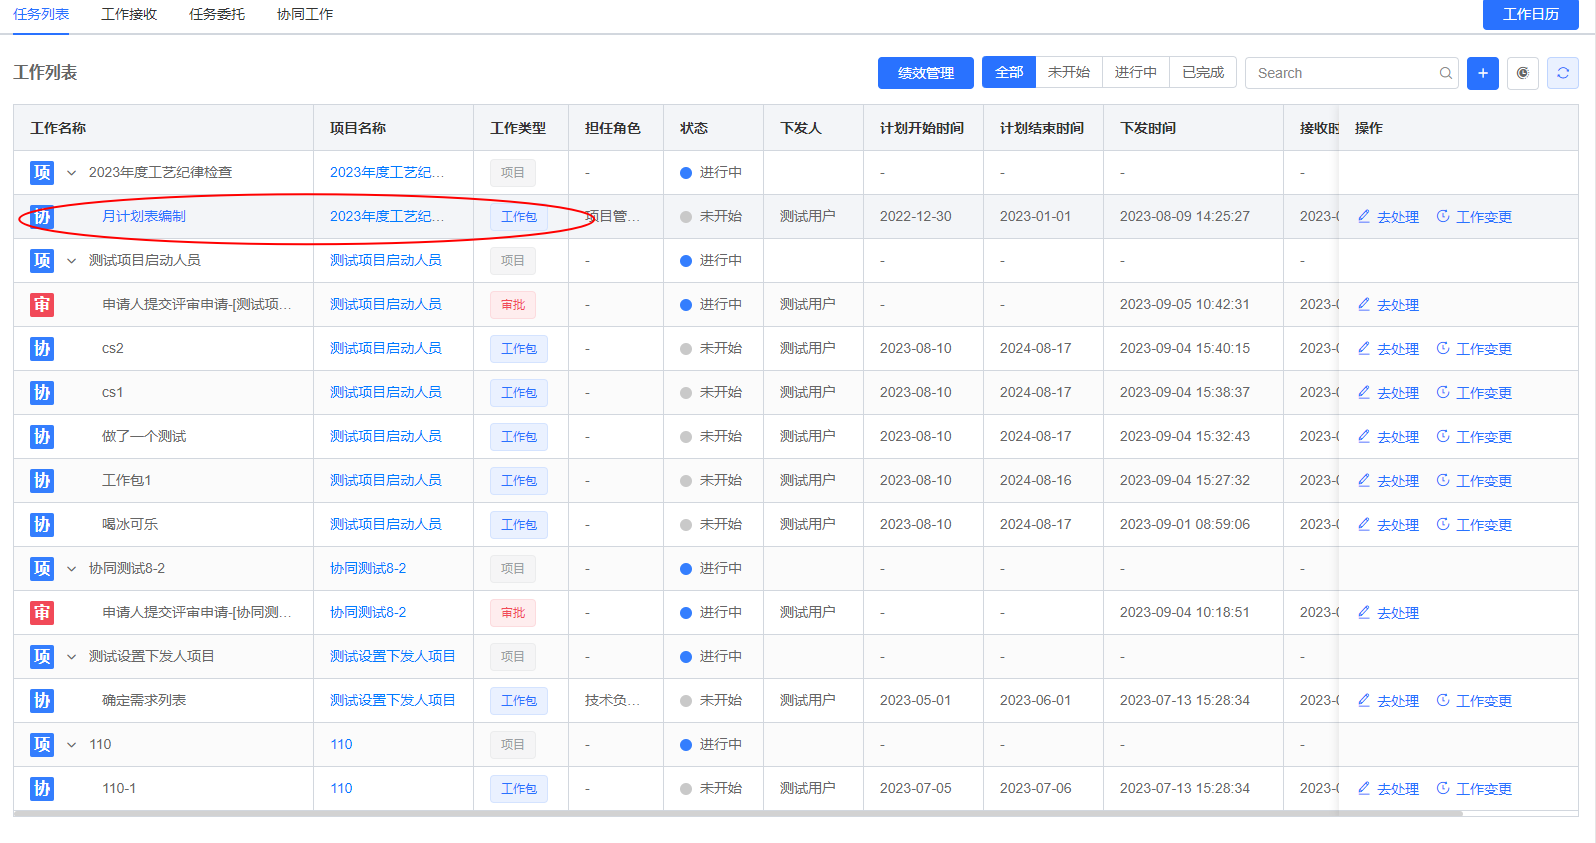 任务列表 工作接收 任务委托 协同工作 工作日历
工作列表 绩效管理 全部 未开始 进行中 已完成 Search
工作名称 项目名称 工作类型 担任角色 状态 下发人 计划开始时间 计划结束时间 下发时间 接收时 操作
项 2023年度工艺纪律检查 2023年度工艺纪... 项目 - 进行中 - - - -
协 月计划表编制 2023年度工艺纪... 工作包 项目管... 未开始 测试用户 2022-12-30 2023-01-01 2023-08-09 14:25:27 2023-0 去处理 工作变更
项 测试项目启动人员 测试项目启动人员 项目 - 进行中 - - - -
审 申请人提交评审申请-[测试项... 测试项目启动人员 审批 - 进行中 测试用户 - - 2023-09-05 10:42:31 2023-0 去处理
协 cs2 测试项目启动人员 工作包 - 未开始 测试用户 2023-08-10 2024-08-17 2023-09-04 15:40:15 2023-0 去处理 工作变更
协 cs1 测试项目启动人员 工作包 - 未开始 测试用户 2023-08-10 2024-08-17 2023-09-04 15:38:37 2023-0 去处理 工作变更
协 做了一个测试 测试项目启动人员 工作包 - 未开始 测试用户 2023-08-10 2024-08-17 2023-09-04 15:32:43 2023-0 去处理 工作变更
协 工作包1 测试项目启动人员 工作包 - 未开始 测试用户 2023-08-10 2024-08-16 2023-09-04 15:27:32 2023-0 去处理 工作变更
协 喝冰可乐 测试项目启动人员 工作包 - 未开始 测试用户 2023-08-10 2024-08-17 2023-09-01 08:59:06 2023-0 去处理 工作变更
项 协同测试8-2 协同测试8-2 项目 - 进行中 - - - -
审 申请人提交评审申请-[协同测... 协同测试8-2 审批 - 进行中 测试用户 - - 2023-09-04 10:18:51 2023-0 去处理
项 测试设置下发人项目 测试设置下发人项目 项目 - 进行中 - - - -
协 确定需求列表 测试设置下发人项目 工作包 技术负... 未开始 测试用户 2023-05-01 2023-06-01 2023-07-13 15:28:34 2023-0 去处理 工作变更
项 110 110 项目 - 进行中 - - - -
协 110-1 110 工作包 - 未开始 测试用户 2023-07-05 2023-07-06 2023-07-13 15:28:34 2023-0 去处理 工作变更